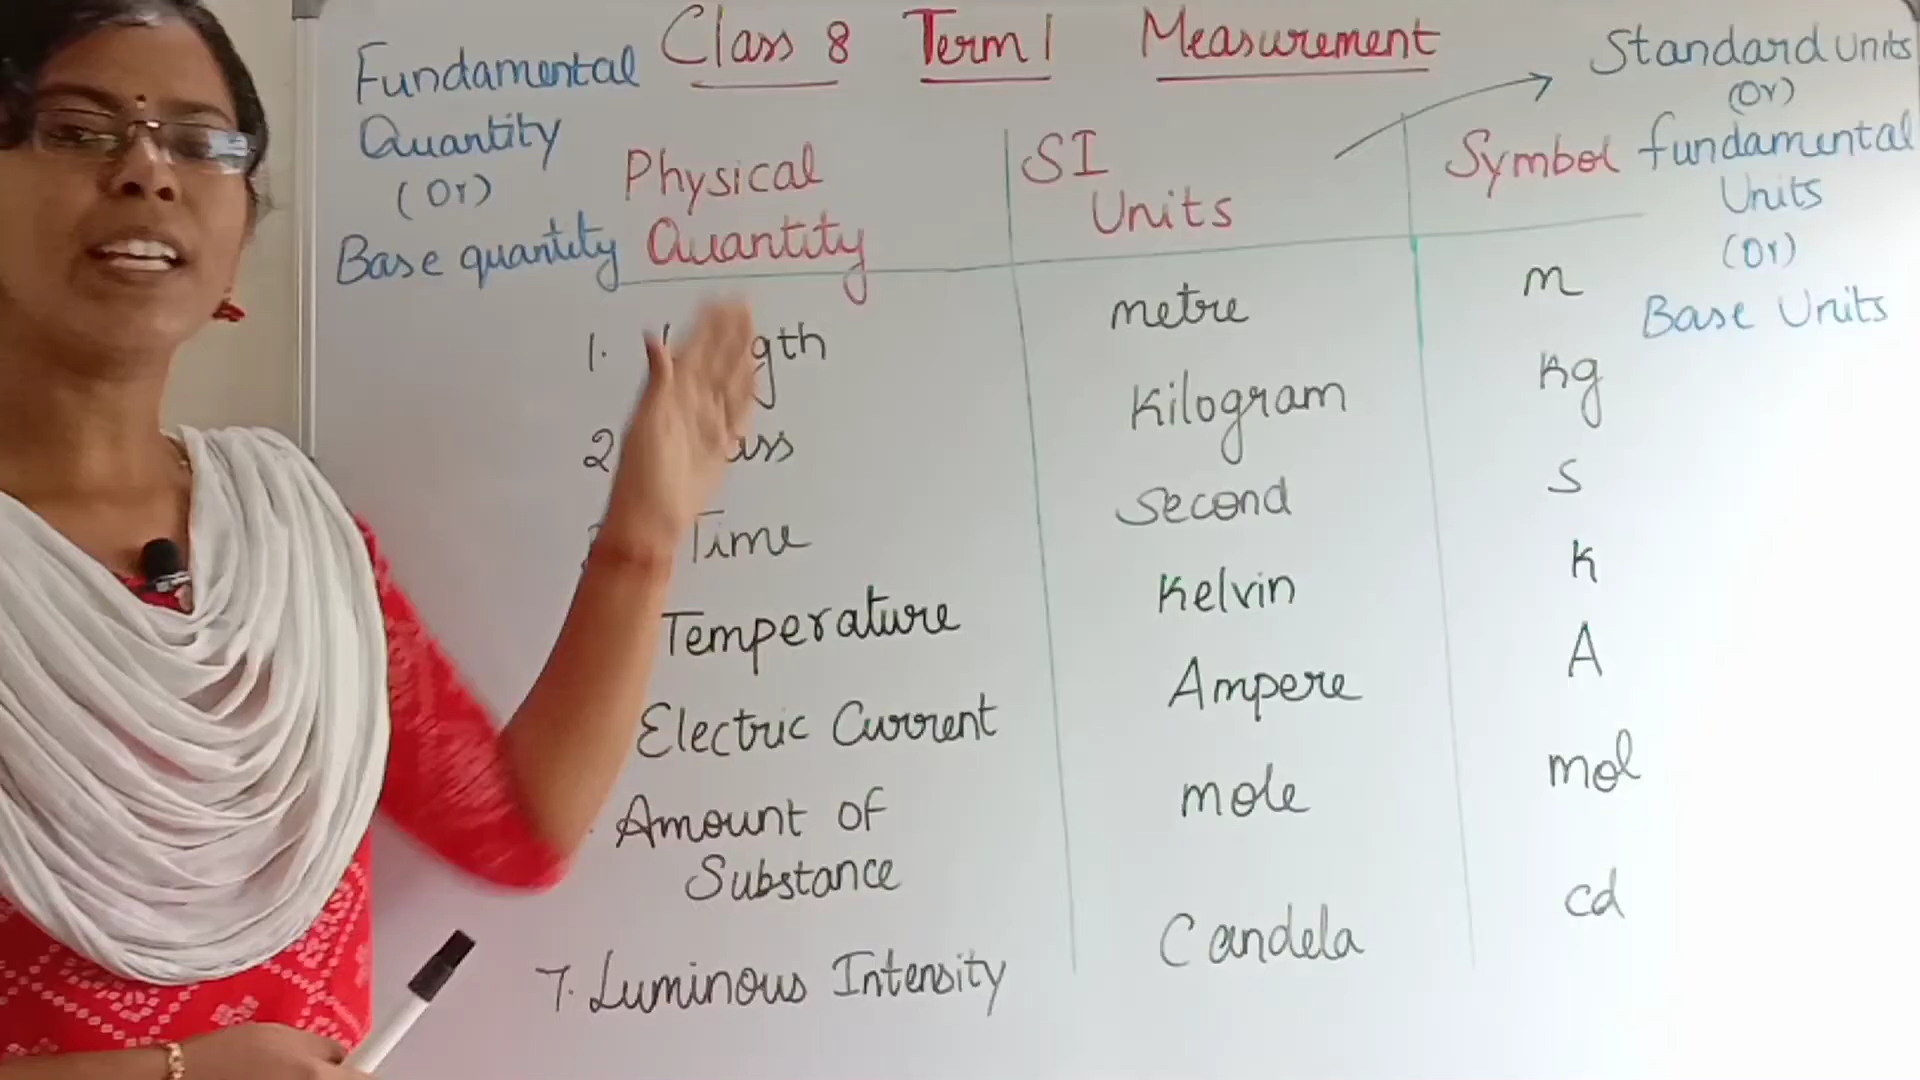 Class 8 Term 1 Measurement
Fundamental
Quantity
(Or)
Base quantity
Physical
Quantity
SI
Units
Symbol
Standard Units
(Or)
fundamental
Units
(Or)
Base Units
1.
metre
m
2
Kilogram
kg
Time
Second
s
Temperature
Kelvin
K
Electric Current
Ampere
A
Amount of
Substance
mole
mol
7. Luminous Intensity
Candela
cd